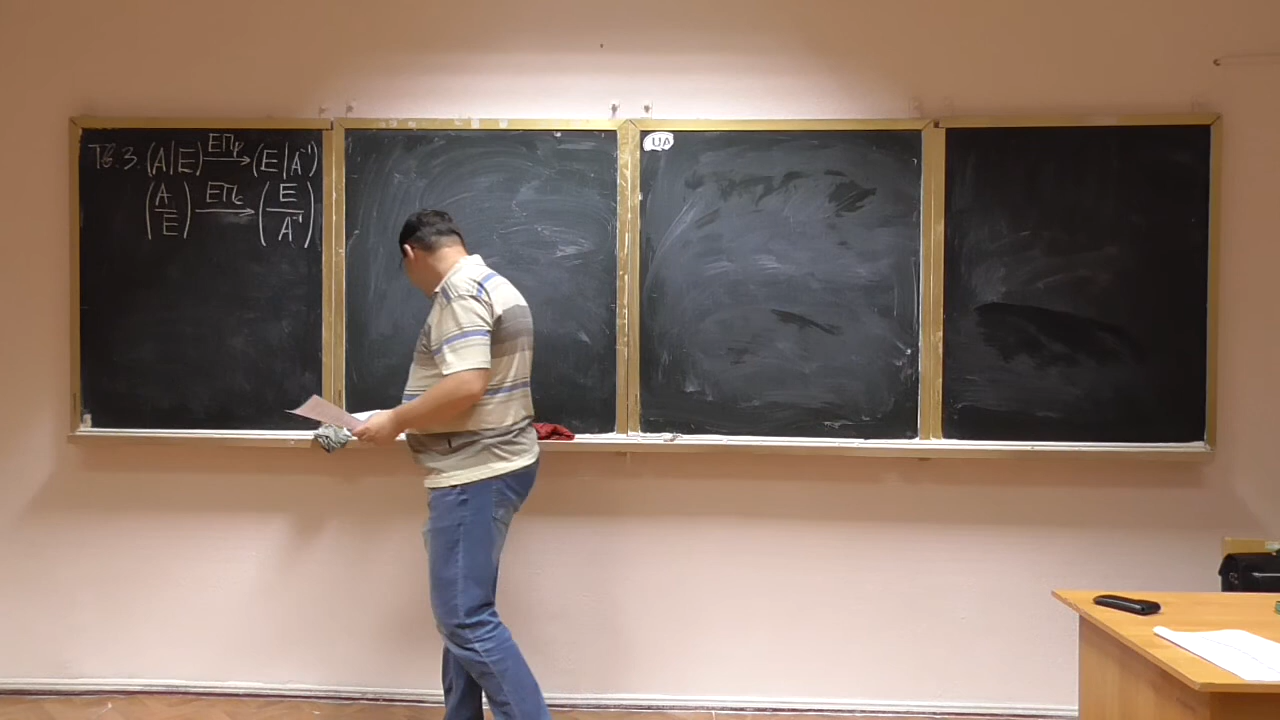 Тв. 3. (A|E) ЕПр→ (E|A⁻¹)
(A/E) ЕПс→ (E/A⁻¹)
UA